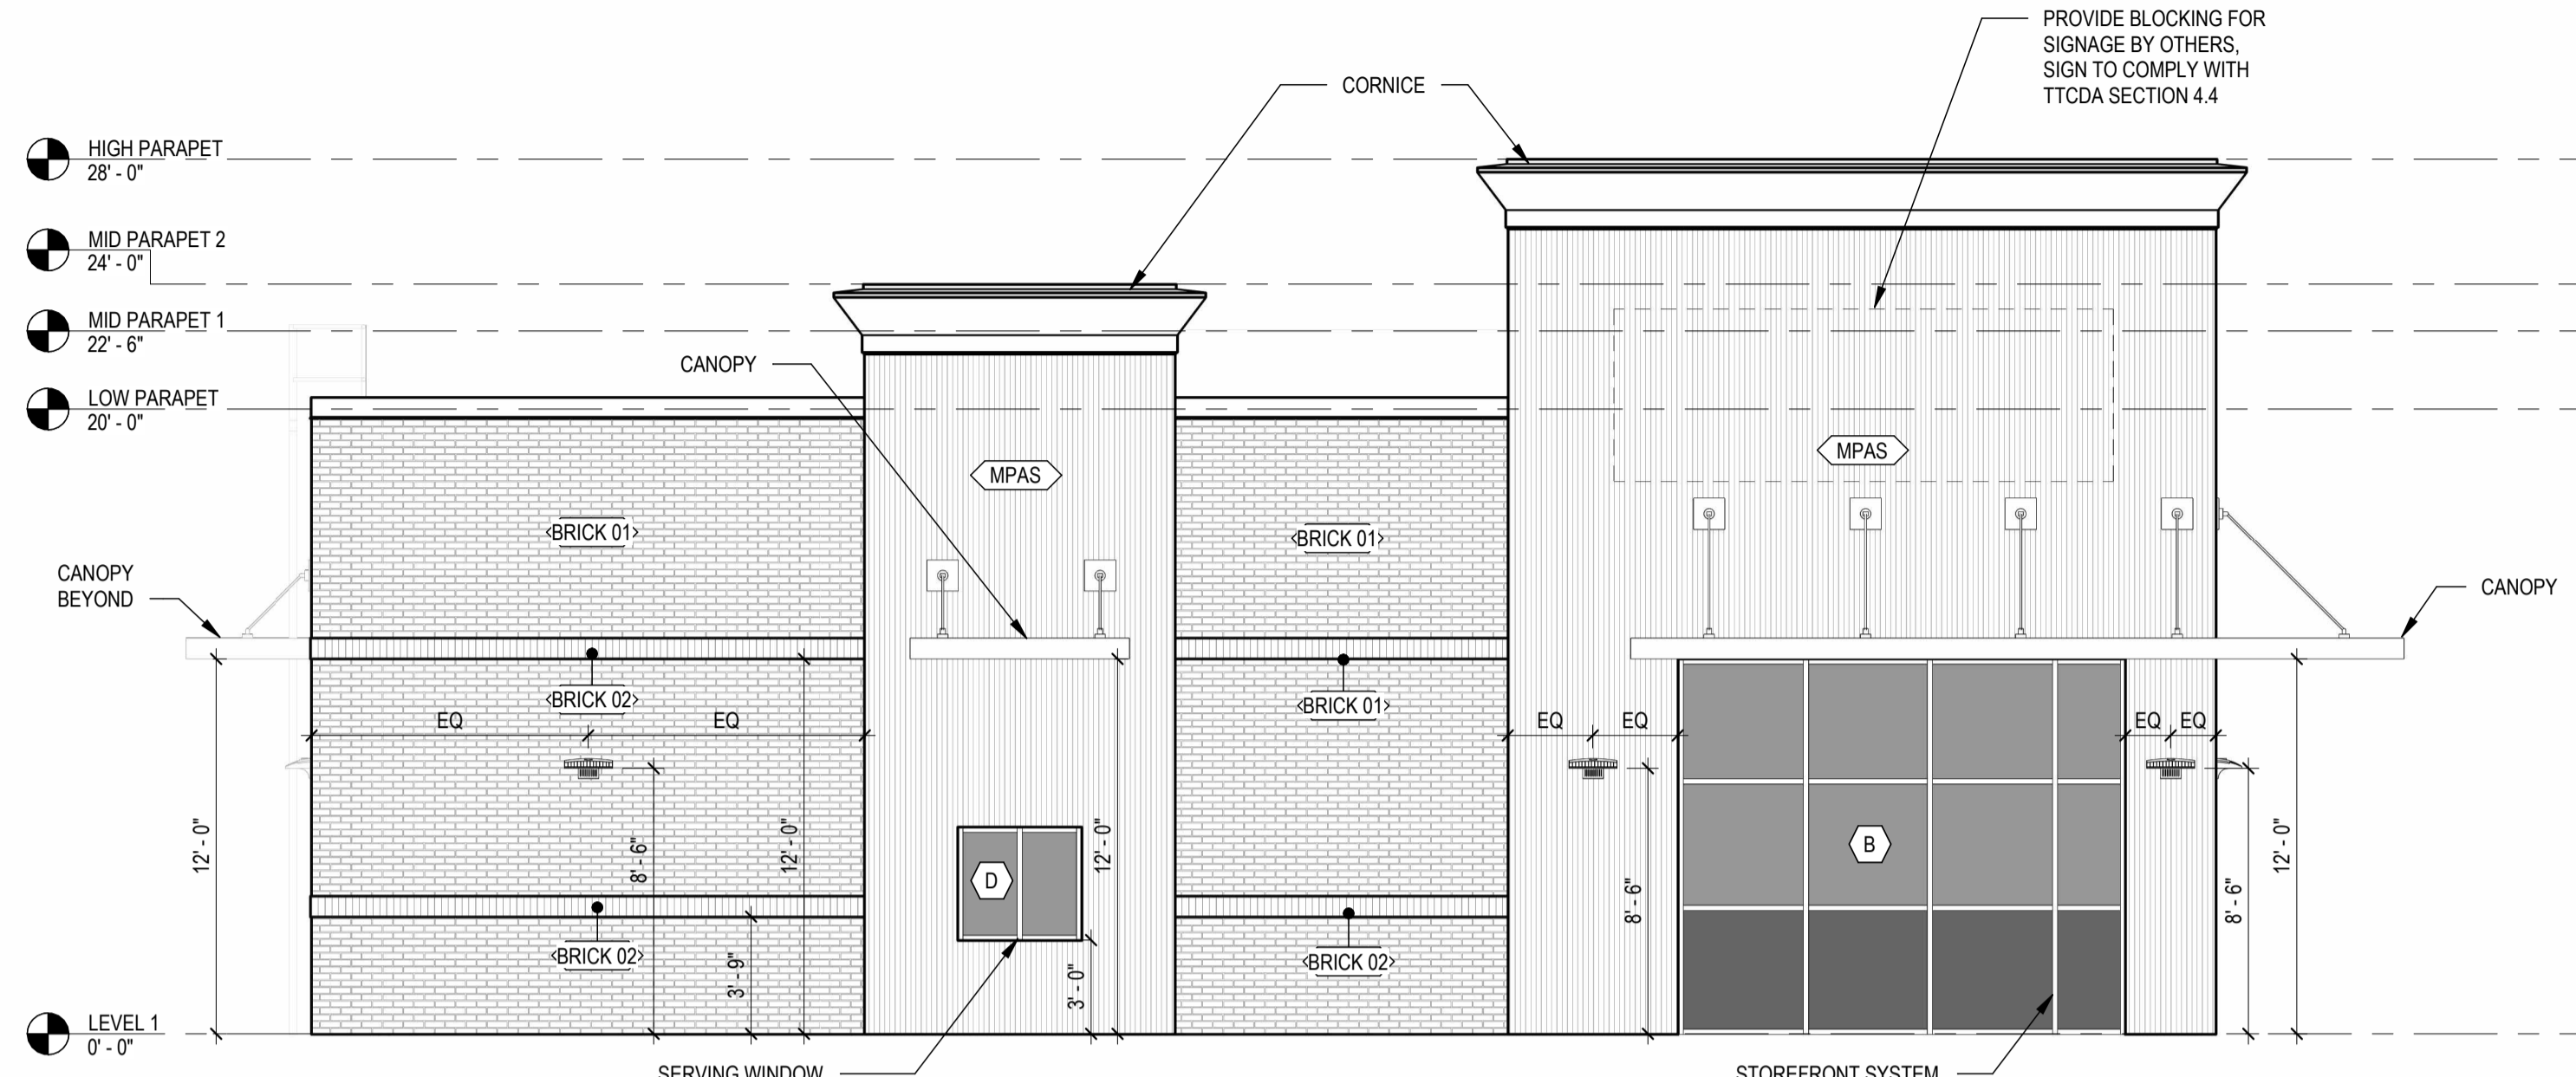 PROVIDE BLOCKING FOR
SIGNAGE BY OTHERS,
SIGN TO COMPLY WITH
TTCDA SECTION 4.4
CORNICE
HIGH PARAPET
28' - 0"
MID PARAPET 2
24' - 0"
MID PARAPET 1
22' - 6"
LOW PARAPET
20' - 0"
CANOPY
MPAS
MPAS
BRICK 01
BRICK 01
CANOPY
BEYOND
CANOPY
BRICK 02
BRICK 01
EQ
EQ
EQ
EQ
EQ
EQ
12' - 0"
8' - 6"
12' - 0"
12' - 0"
8' - 6"
8' - 6"
12' - 0"
D
B
BRICK 02
BRICK 02
3' - 9"
3' - 0"
LEVEL 1
0' - 0"
SERVING WINDOW
STOREFRONT SYSTEM